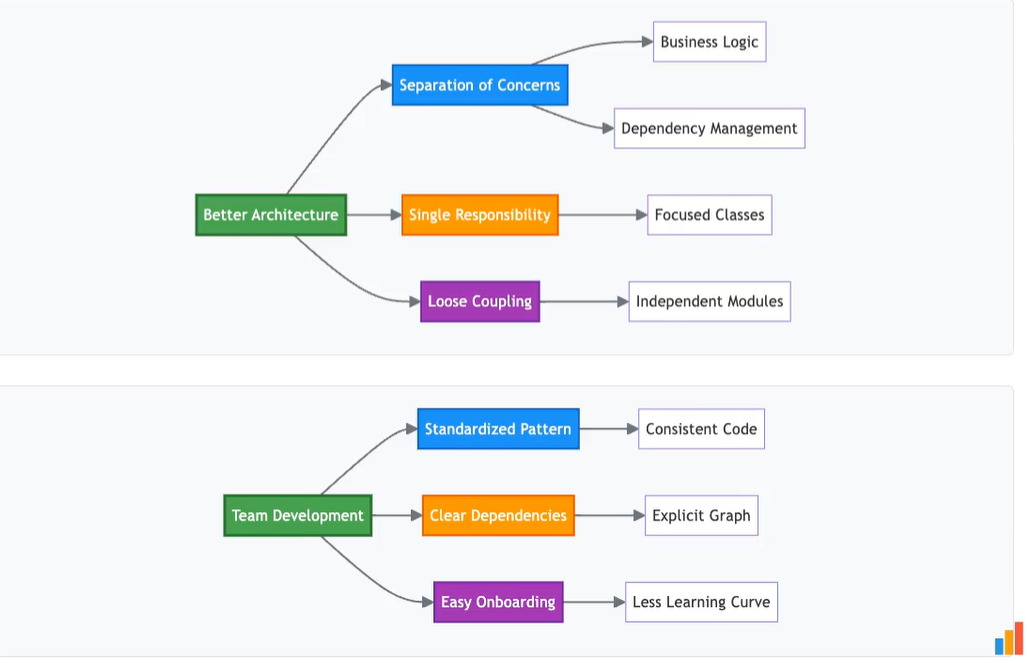 Business Logic
Separation of Concerns
Dependency Management
Better Architecture
Single Responsibility
Focused Classes
Loose Coupling
Independent Modules
Standardized Pattern
Consistent Code
Team Development
Clear Dependencies
Explicit Graph
Easy Onboarding
Less Learning Curve